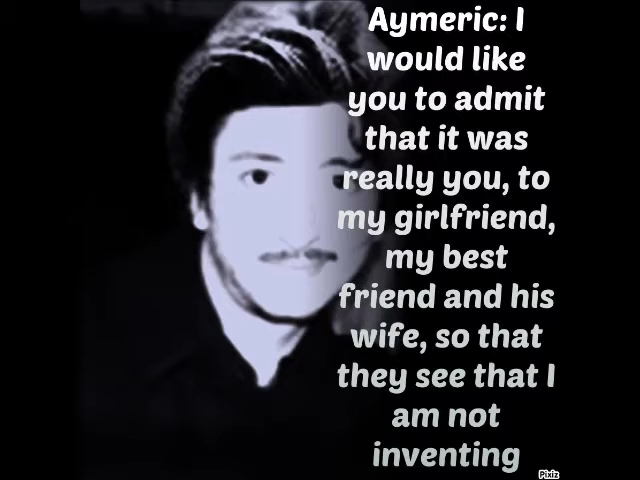 Aymeric: I
would like
you to admit
that it was
really you, to
my girlfriend,
my best
friend and his
wife, so that
they see that I
am not
inventing
Pixiz